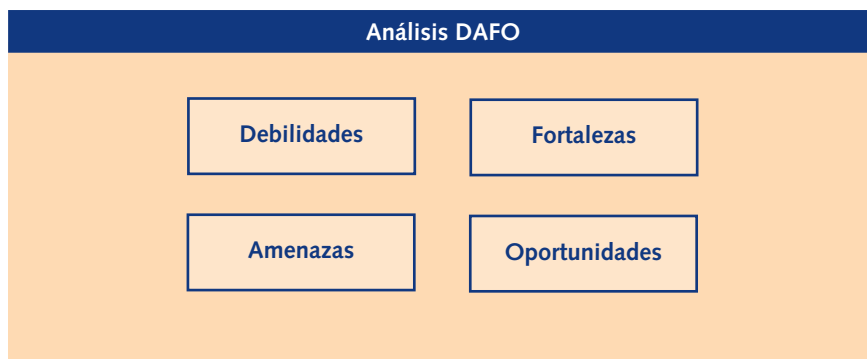 Análisis DAFO
Debilidades
Fortalezas
Amenazas
Oportunidades